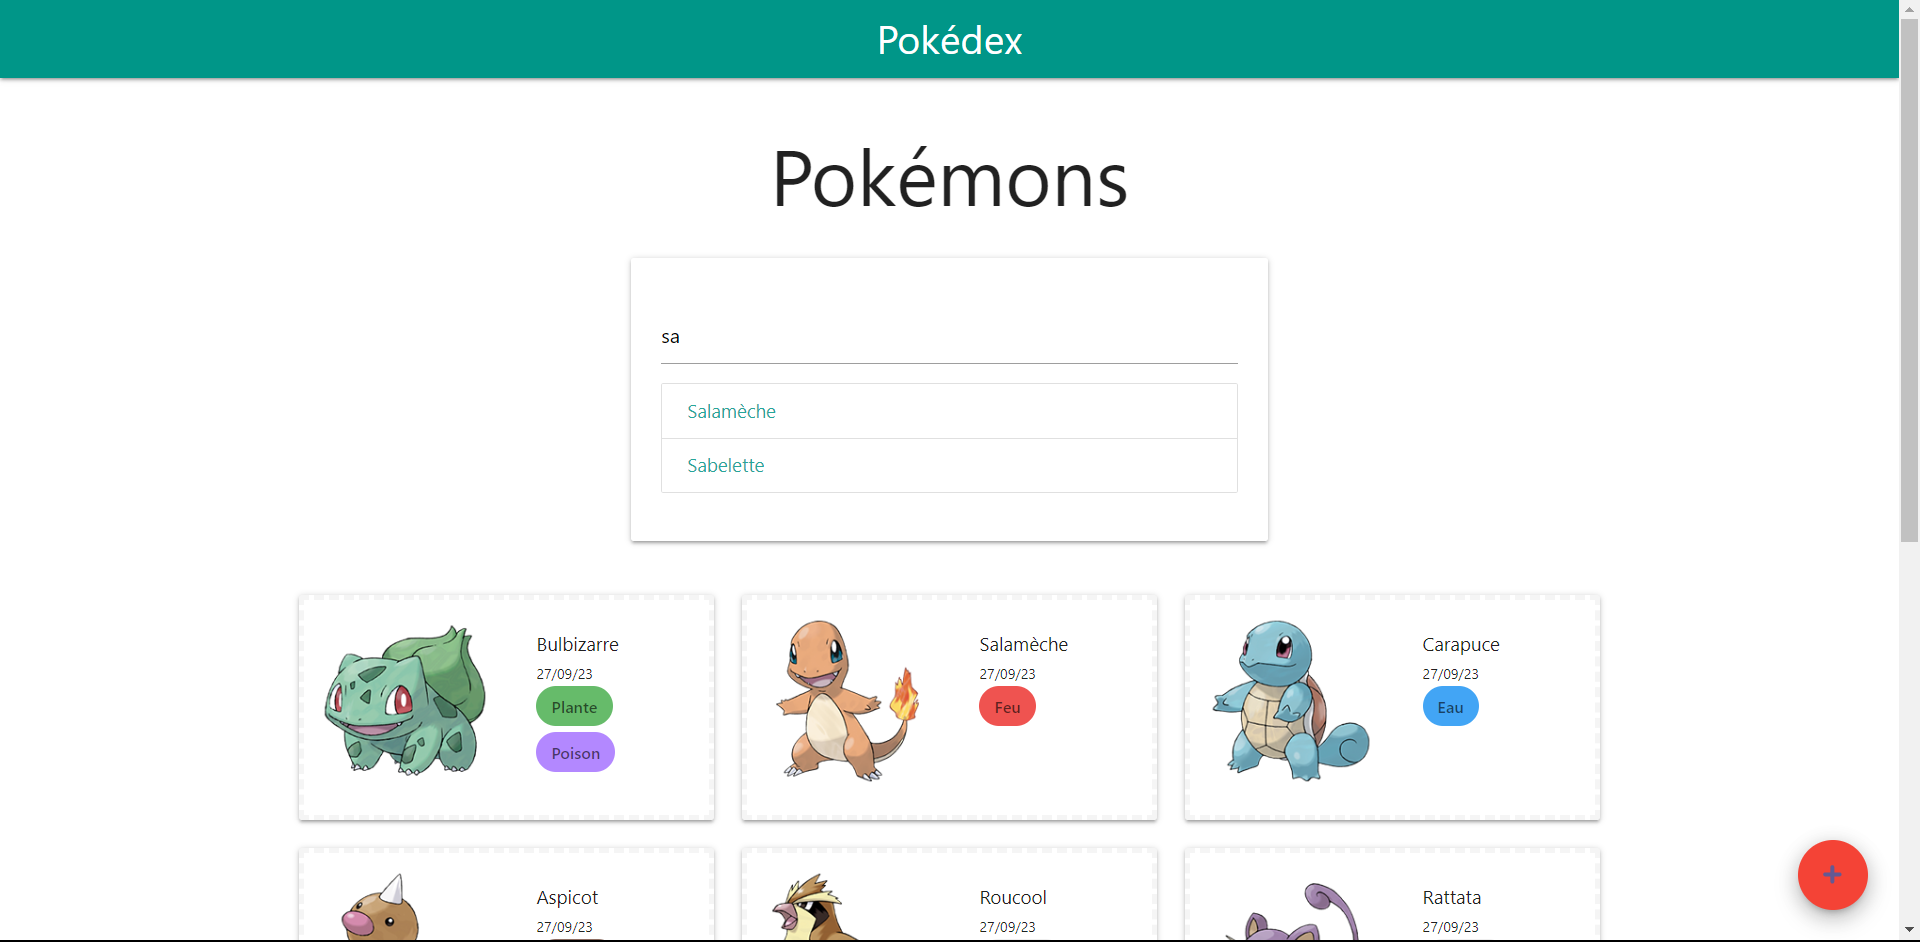 Pokédex
Pokémons
sa
Salamèche
Sabelette
Bulbizarre
27/09/23
Plante
Poison
Salamèche
27/09/23
Feu
Carapuce
27/09/23
Eau
Aspicot
27/09/23
Roucool
27/09/23
Rattata
27/09/23
+